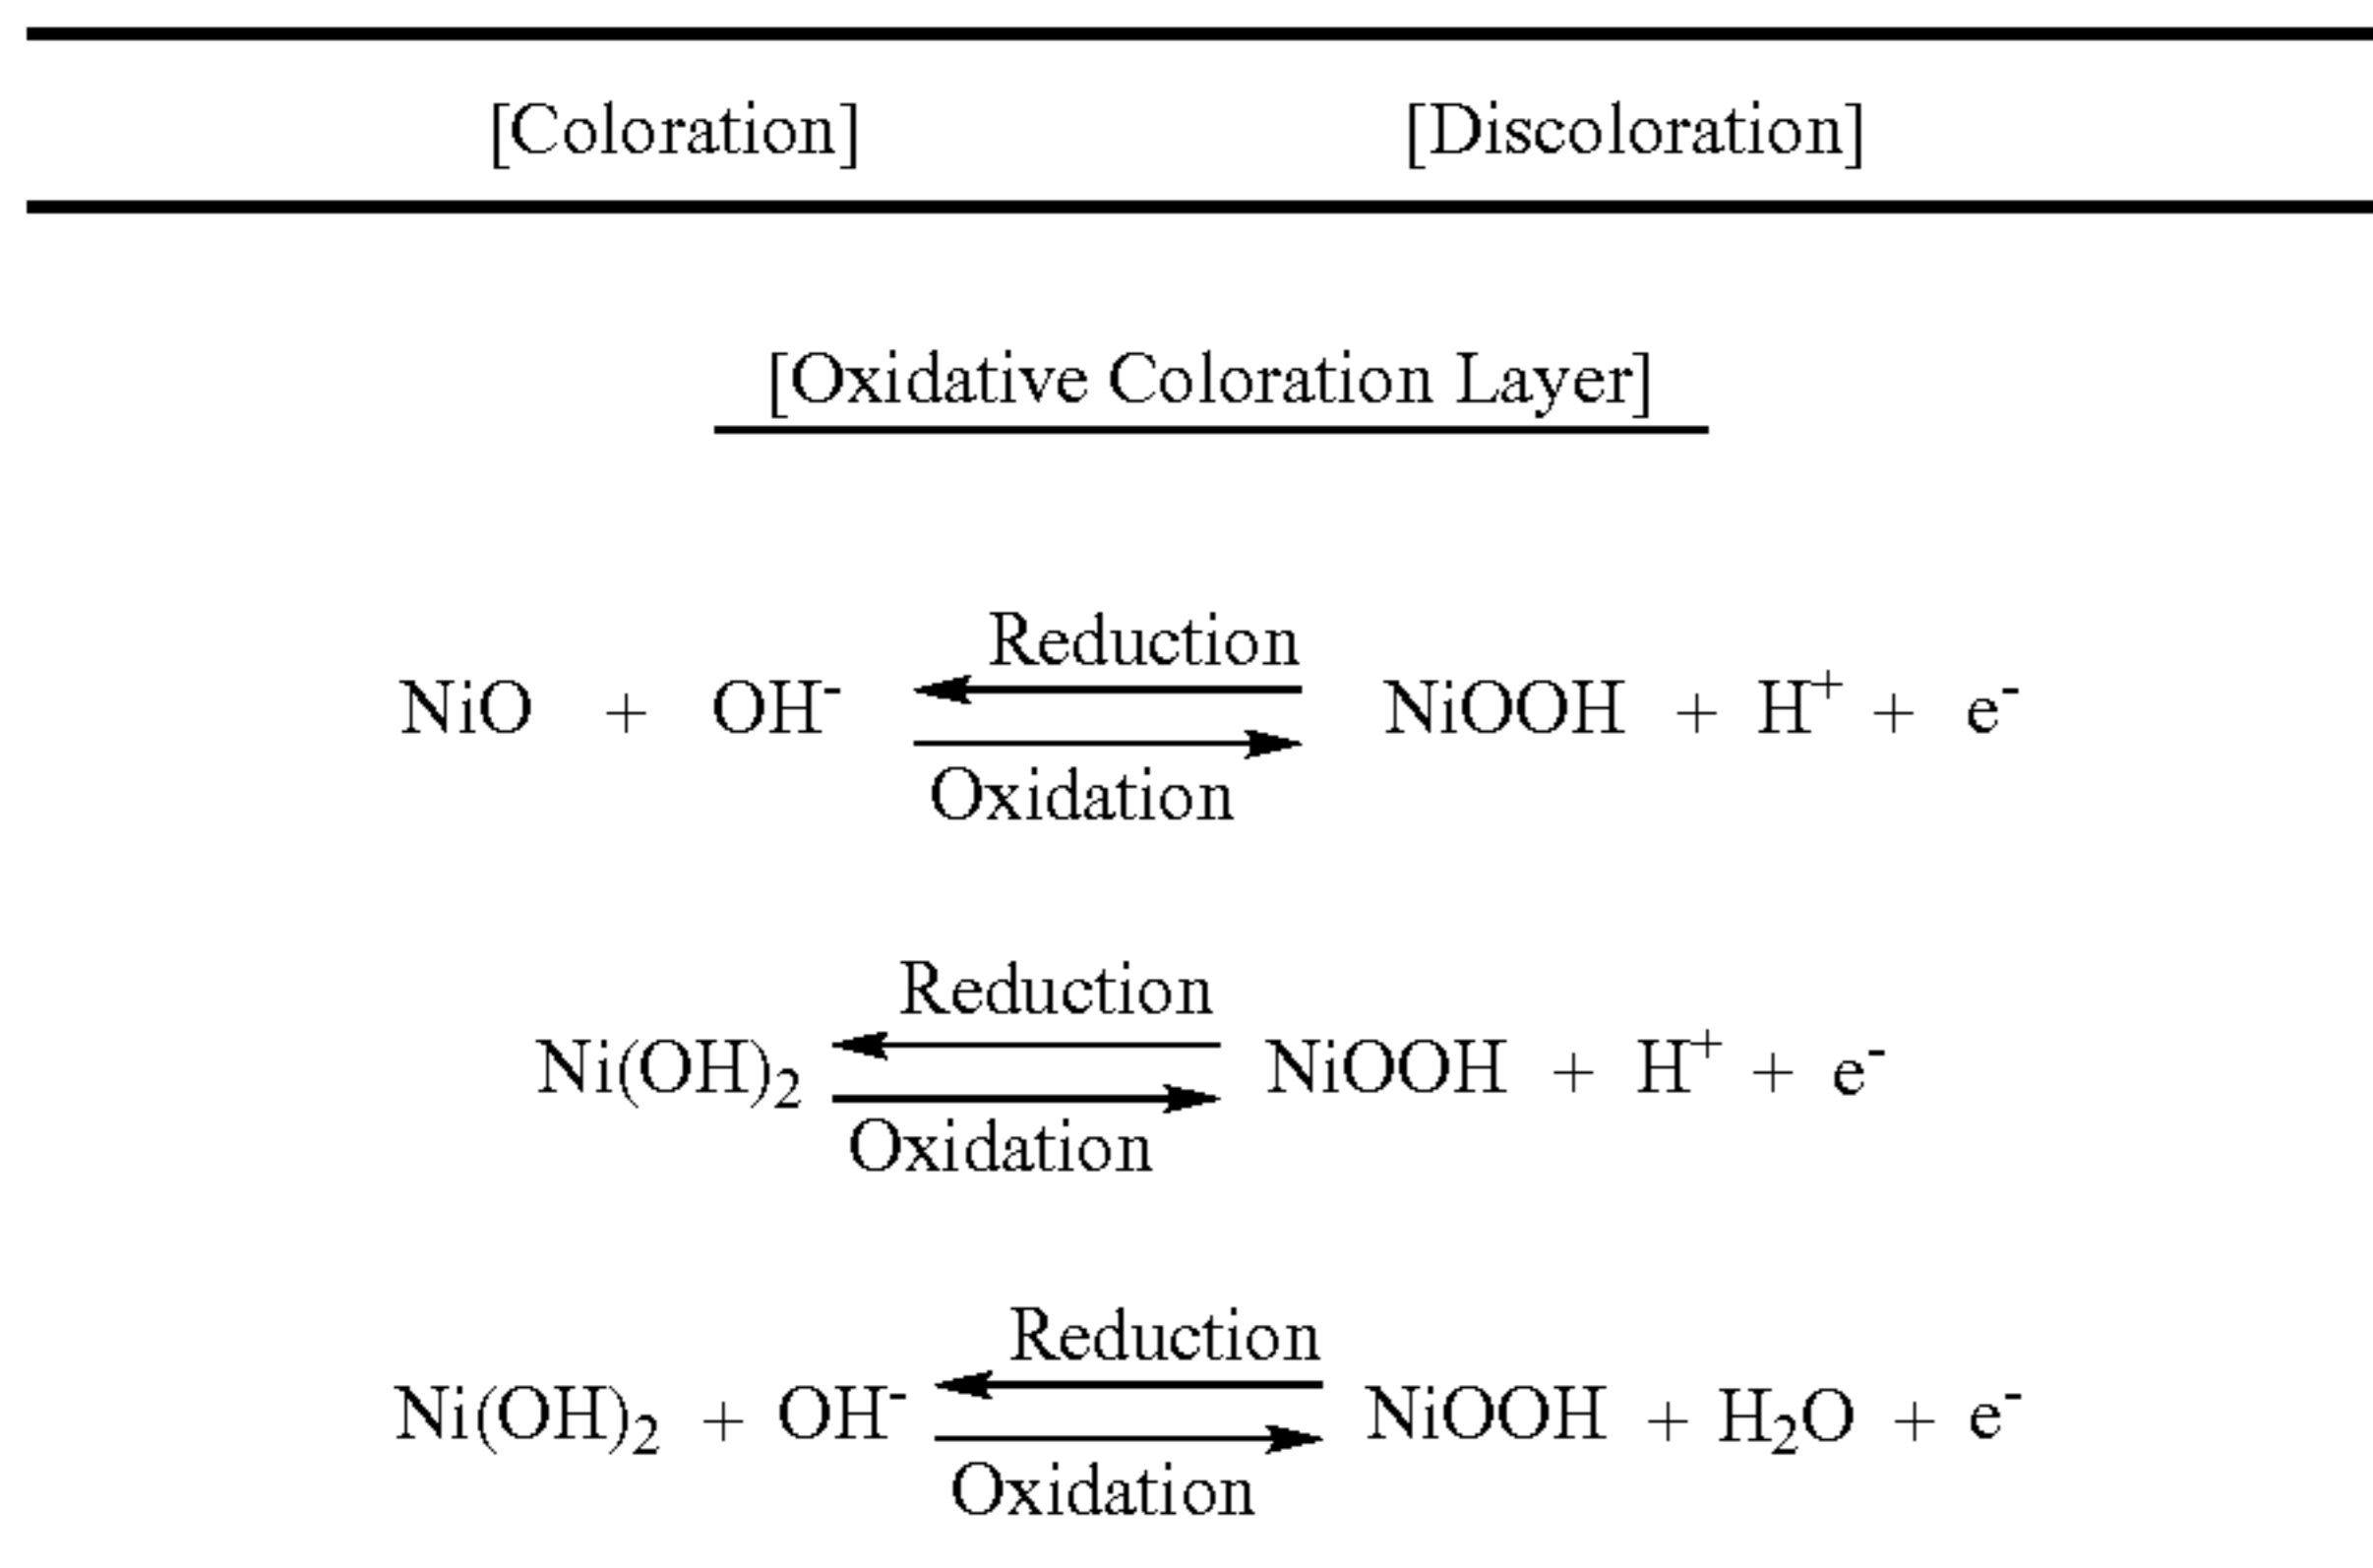 [Coloration] [Discoloration]
[Oxidative Coloration Layer]
Reduction
NiO + OH⁻ NiOOH + H⁺ + e⁻
Oxidation
Reduction
Ni(OH)₂ NiOOH + H⁺ + e⁻
Oxidation
Reduction
Ni(OH)₂ + OH⁻ NiOOH + H₂O + e⁻
Oxidation